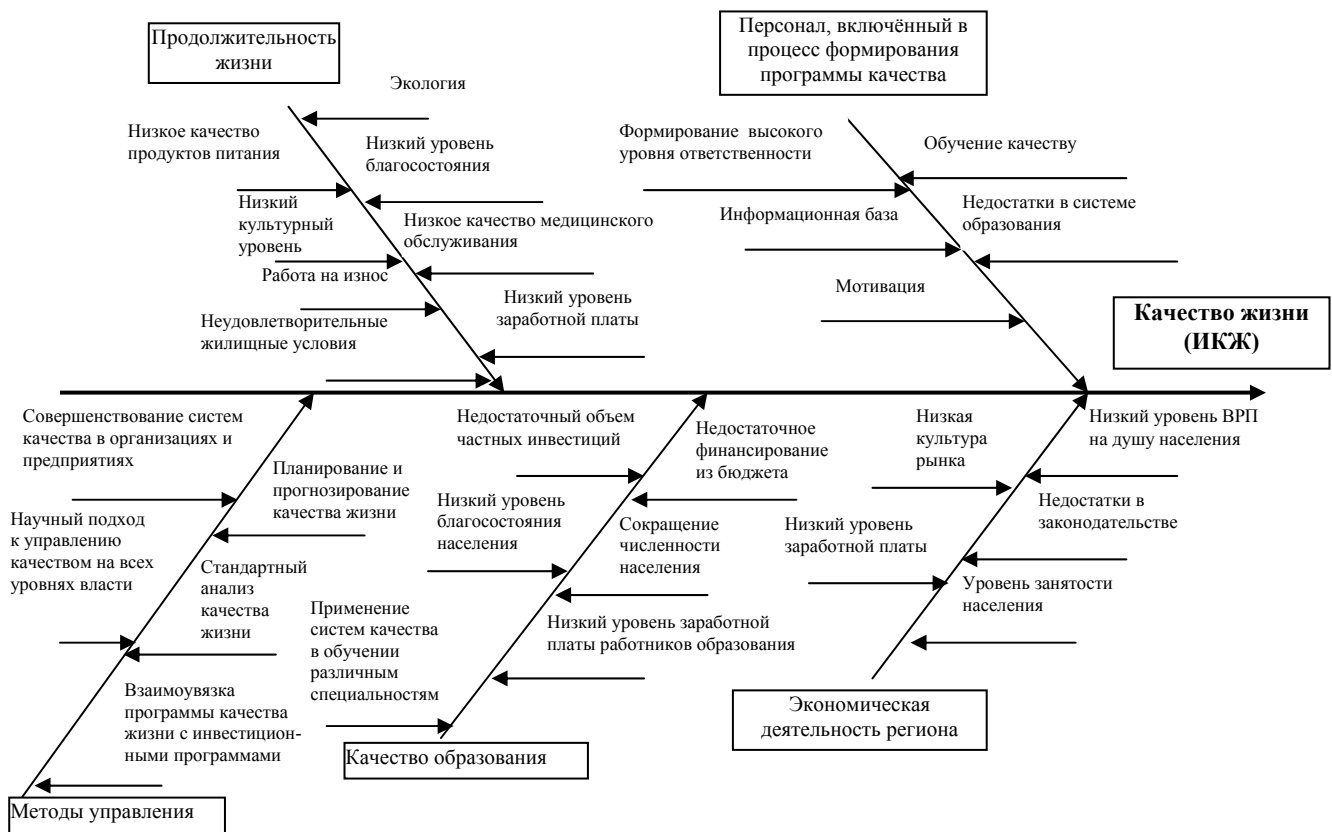 Продолжительность
жизни
Персонал, включённый в
процесс формирования
программы качества
Экология
Низкое качество
продуктов питания
Низкий уровень
благосостояния
Низкий
культурный
уровень
Низкое качество медицинского
обслуживания
Работа на износ
Низкий уровень
заработной платы
Неудовлетворительные
жилищные условия
Формирование высокого
уровня ответственности
Обучение качеству
Информационная база
Недостатки в системе
образования
Мотивация
Качество жизни
(ИКЖ)
Совершенствование систем
качества в организациях и
предприятиях
Планирование и
прогнозирование
качества жизни
Научный подход
к управлению
качеством на всех
уровнях власти
Стандартный
анализ
качества
жизни
Взаимоувязка
программы качества
жизни с инвестицион-
ными программами
Методы управления
Недостаточный объем
частных инвестиций
Недостаточное
финансирование
из бюджета
Низкий уровень
благосостояния
населения
Сокращение
численности
населения
Применение
систем качества
в обучении
различным
специальностям
Низкий уровень заработной
платы работников образования
Качество образования
Низкая
культура
рынка
Низкий уровень ВРП
на душу населения
Низкий уровень
заработной платы
Недостатки в
законодательстве
Уровень занятости
населения
Экономическая
деятельность региона